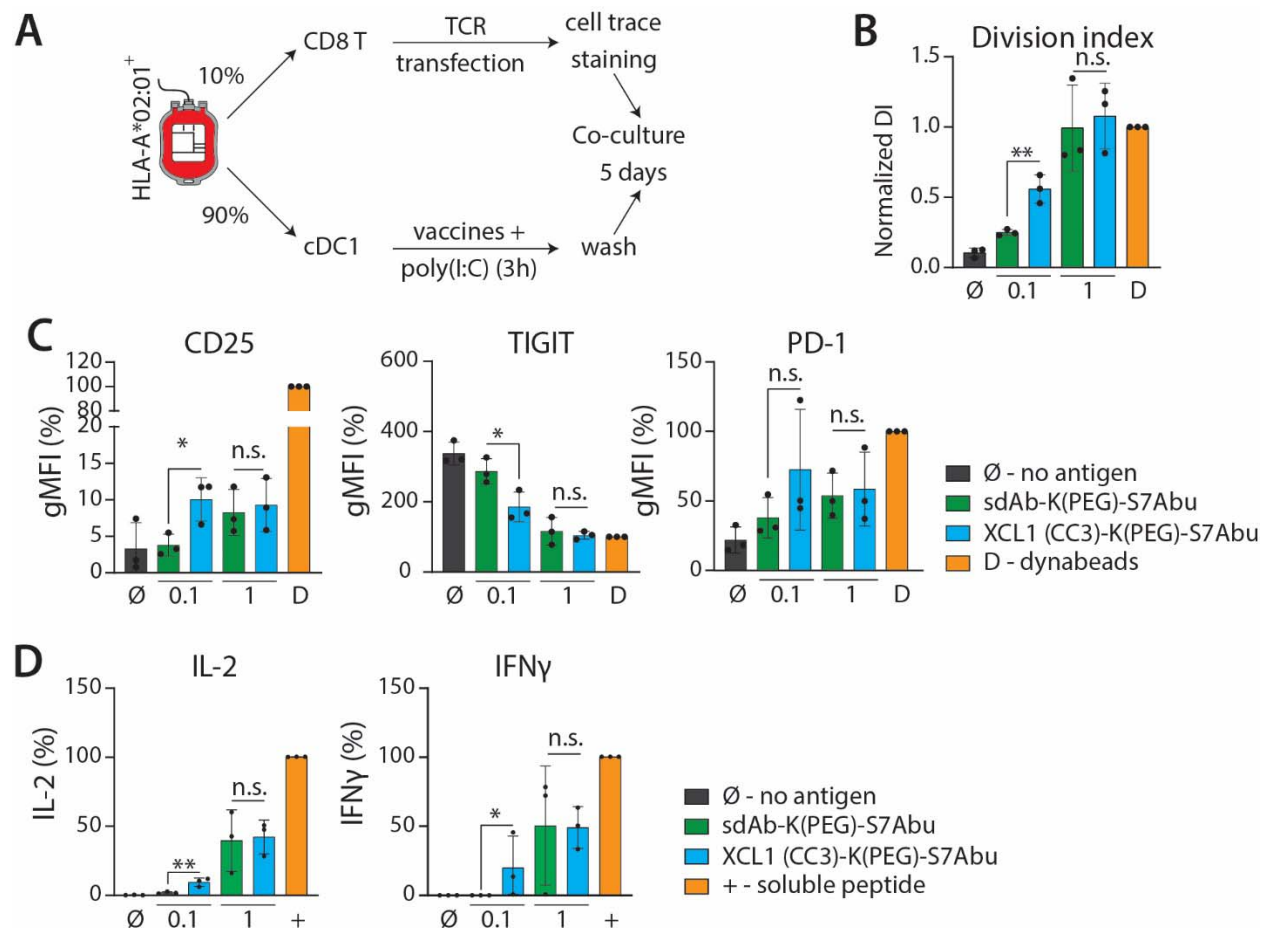 A
HLA-A*02:01+
10%
90%
CD8 T
TCR
transfection
cell trace
staining
Co-culture
5 days
cDC1
vaccines +
poly(I:C) (3h)
wash
B
Division index
Normalized DI
1.5
1.0
0.5
0.0
**
n.s.
Ø 0.1 1 D
C
CD25
gMFI (%)
120
100
80
20
15
10
5
0
*
n.s.
Ø 0.1 1 D
TIGIT
gMFI (%)
600
400
200
0
*
n.s.
Ø 0.1 1 D
PD-1
gMFI (%)
150
100
50
0
n.s.
n.s.
Ø 0.1 1 D
Ø - no antigen
sdAb-K(PEG)-S7Abu
XCL1 (CC3)-K(PEG)-S7Abu
D - dynabeads
D
IL-2
IL-2 (%)
150
100
50
0
**
n.s.
Ø 0.1 1 +
IFNγ
IFNγ (%)
150
100
50
0
*
n.s.
Ø 0.1 1 +
Ø - no antigen
sdAb-K(PEG)-S7Abu
XCL1 (CC3)-K(PEG)-S7Abu
+ - soluble peptide